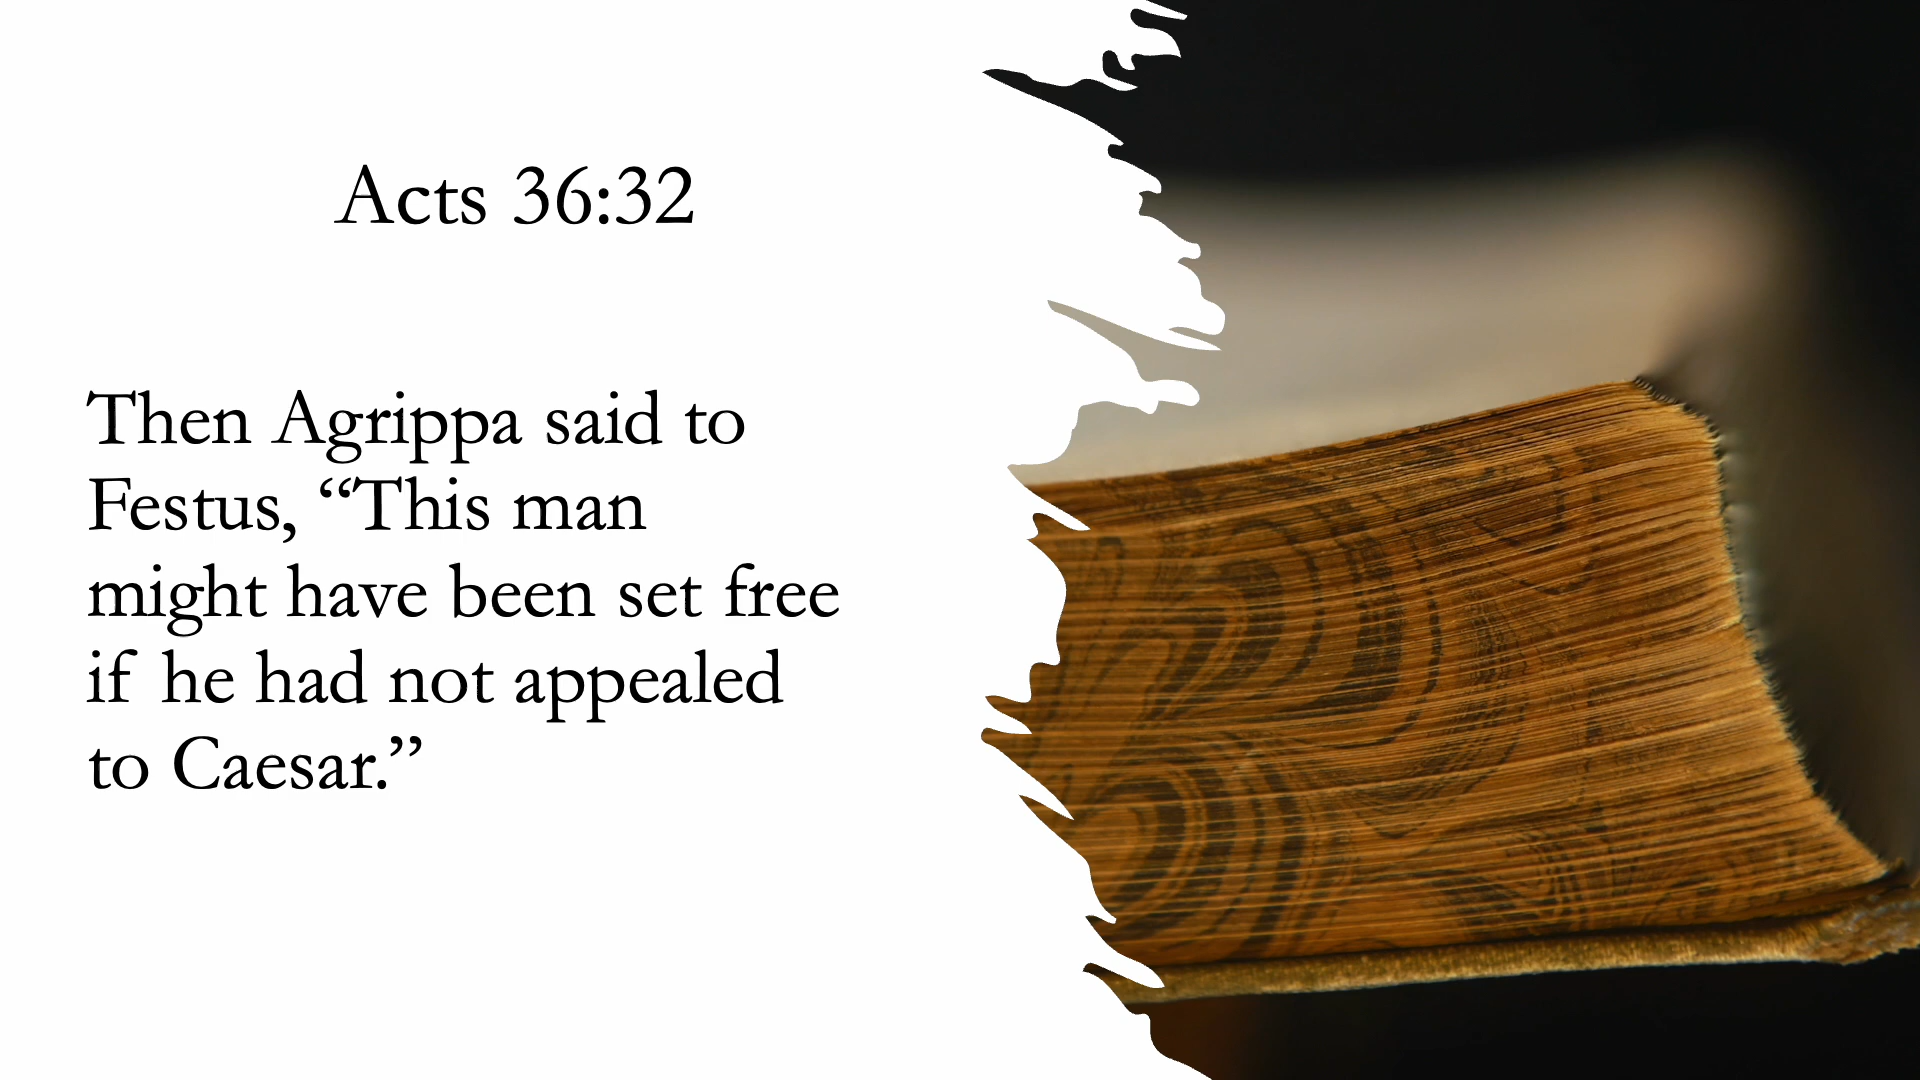 Acts 36:32
Then Agrippa said to
Festus, “This man
might have been set free
if he had not appealed
to Caesar.”